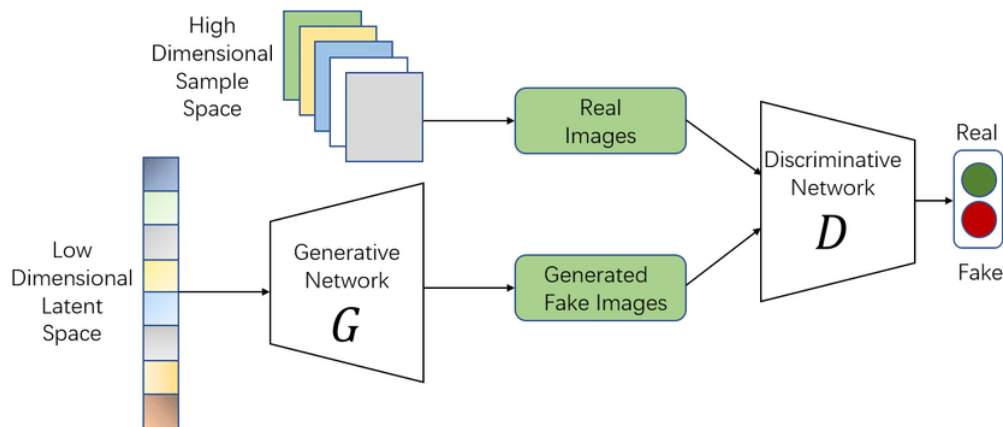 High
Dimensional
Sample
Space
Real
Images
Discriminative
Network
D
Real
Fake
Low
Dimensional
Latent
Space
Generative
Network
G
Generated
Fake Images